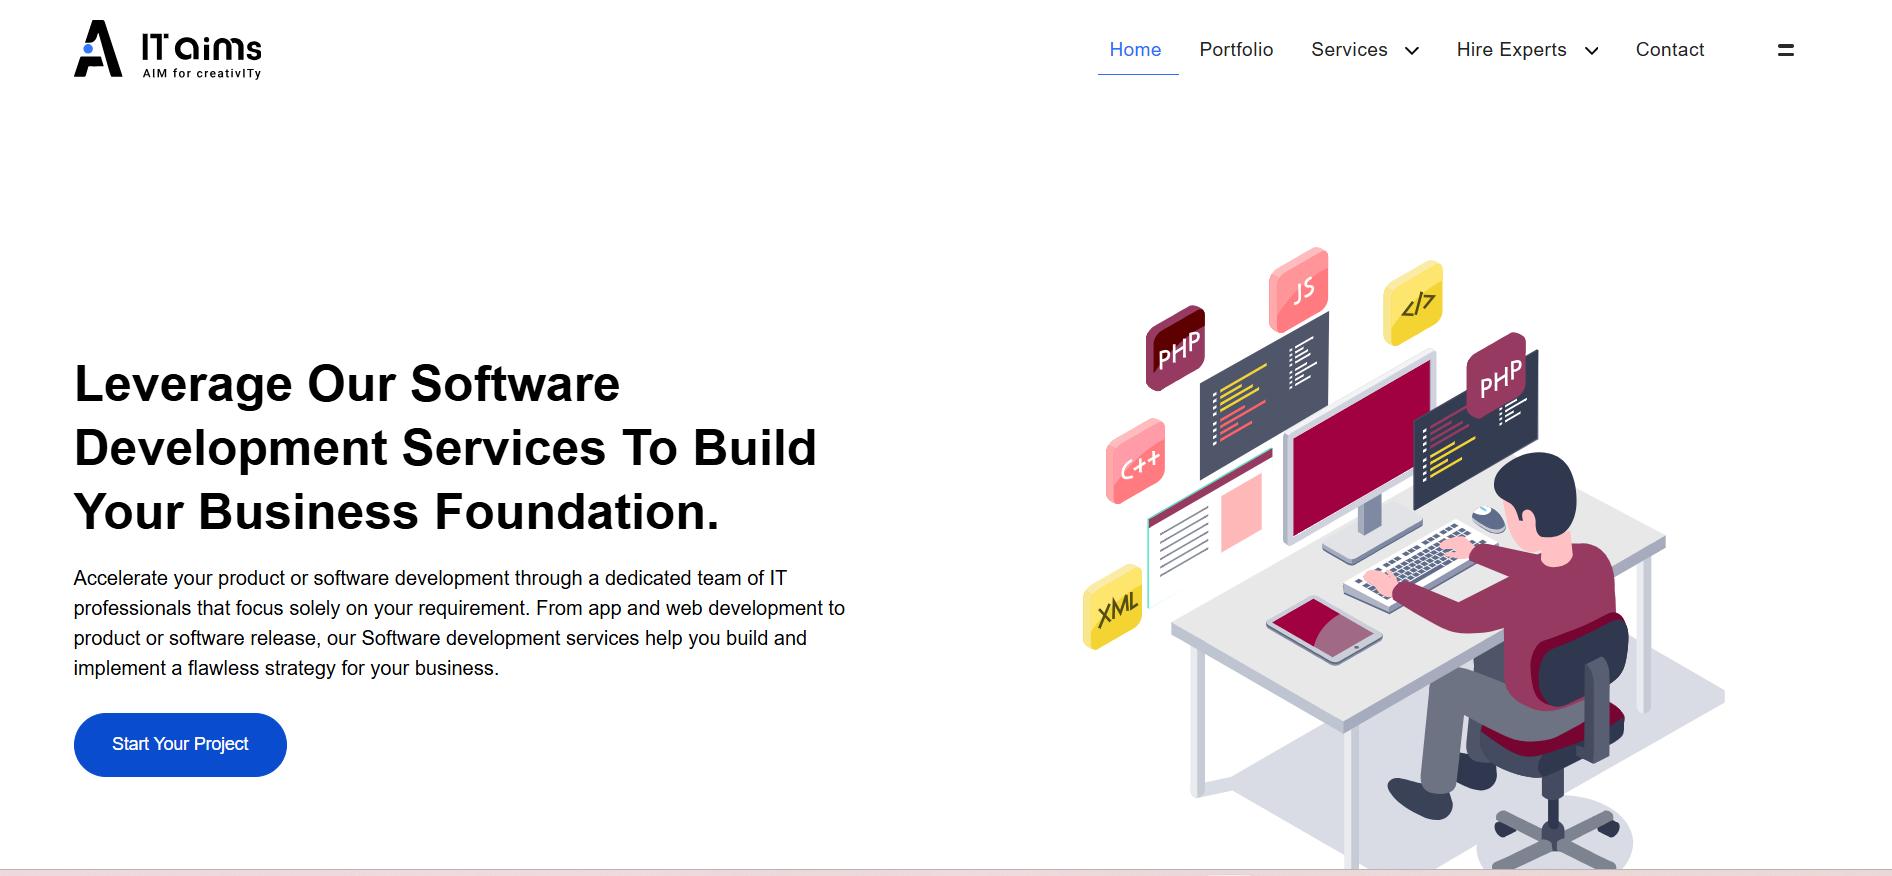 IT aims
AIM for creativITy
Home Portfolio Services Hire Experts Contact
JS
</>
PHP
PHP
C++
XML
Leverage Our Software
Development Services To Build
Your Business Foundation.
Accelerate your product or software development through a dedicated team of IT
professionals that focus solely on your requirement. From app and web development to
product or software release, our Software development services help you build and
implement a flawless strategy for your business.
Start Your Project